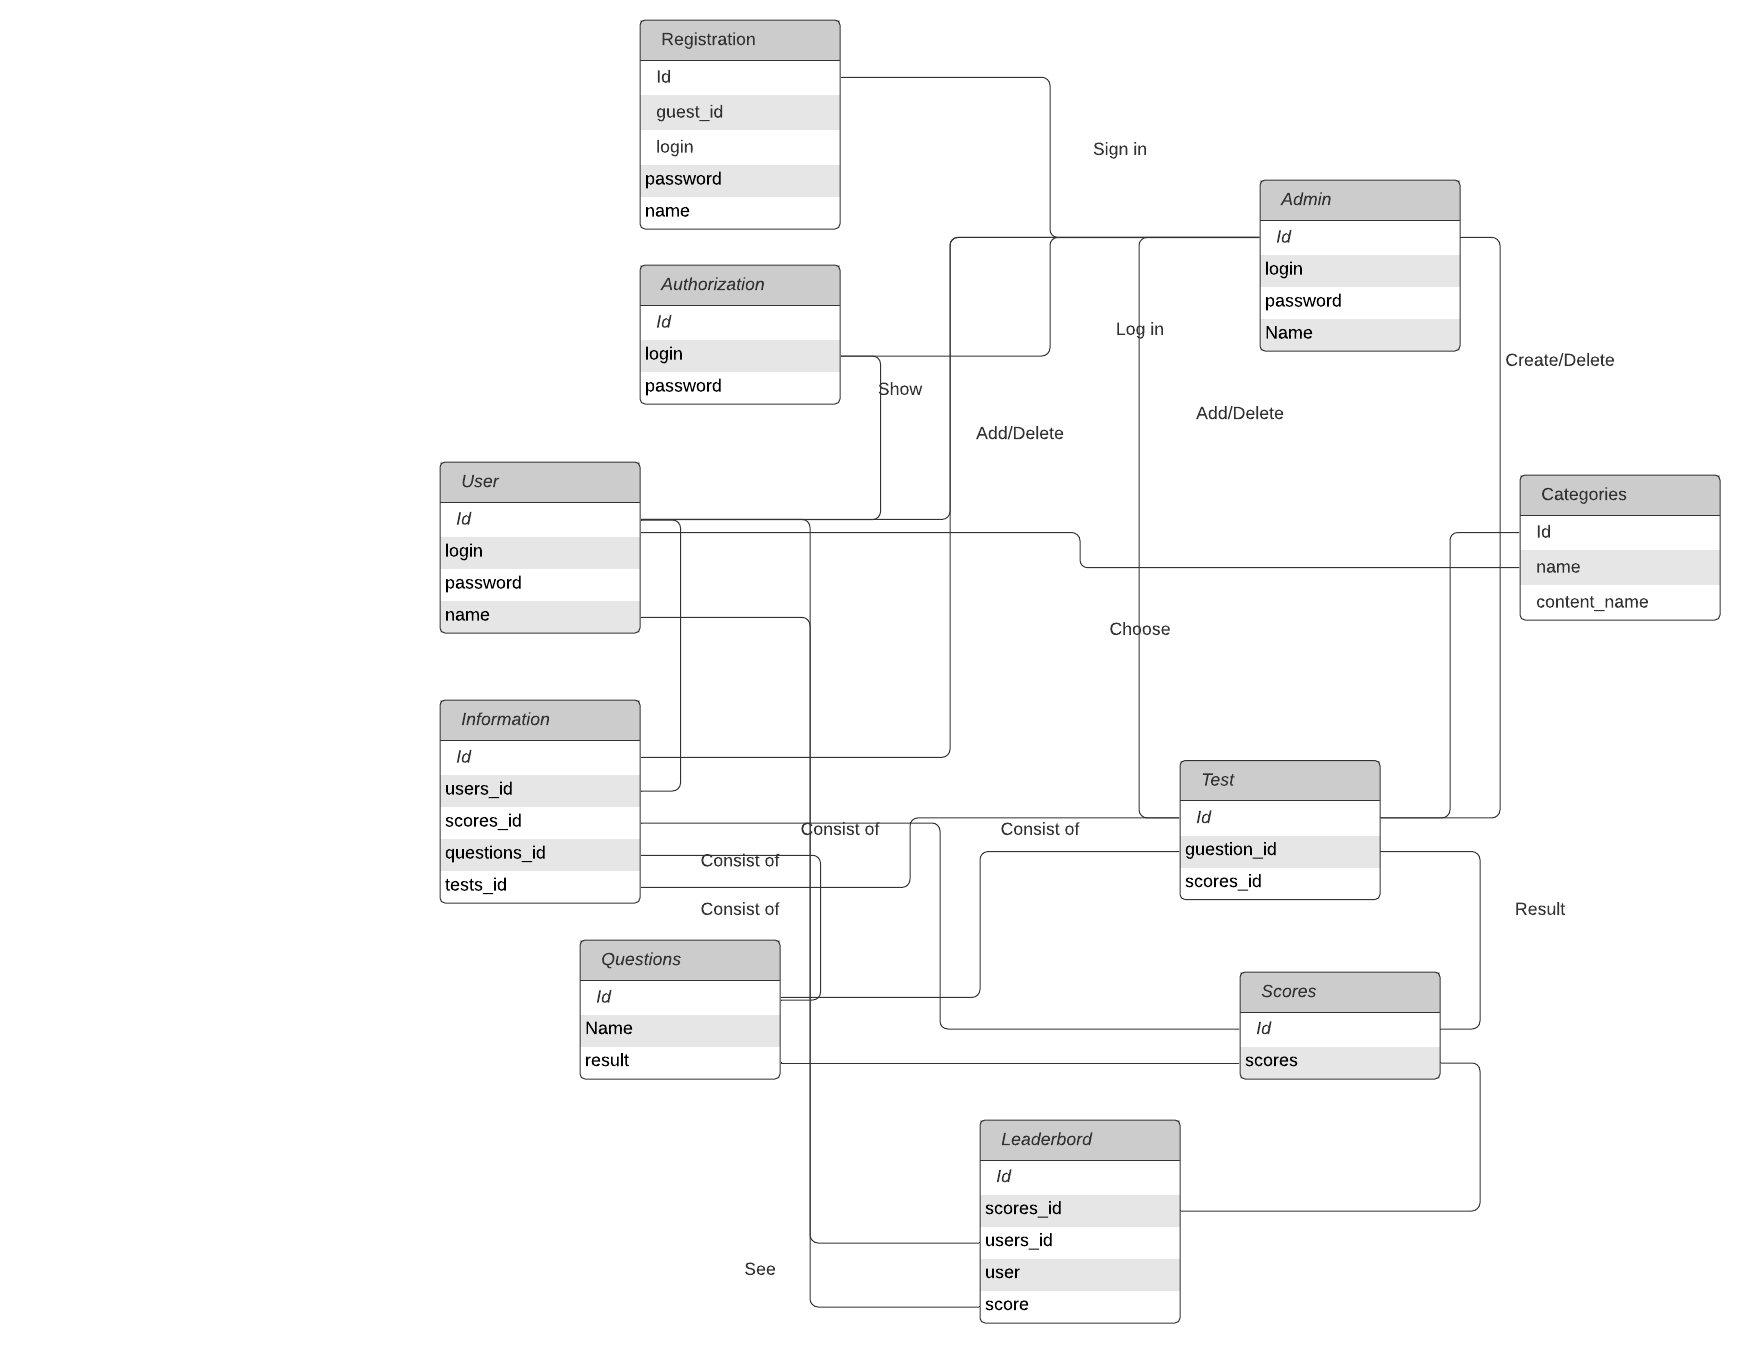 Registration
Id
guest_id
login
password
name
Sign in
Admin
Id
login
password
Name
Authorization
Id
login
password
Log in
Show
Create/Delete
Add/Delete
Add/Delete
User
Id
login
password
name
Categories
Id
name
content_name
Choose
Information
Id
users_id
scores_id
questions_id
tests_id
Test
Id
guestion_id
scores_id
Consist of
Consist of
Consist of
Consist of
Result
Questions
Id
Name
result
Scores
Id
scores
Leaderbord
Id
scores_id
users_id
user
score
See